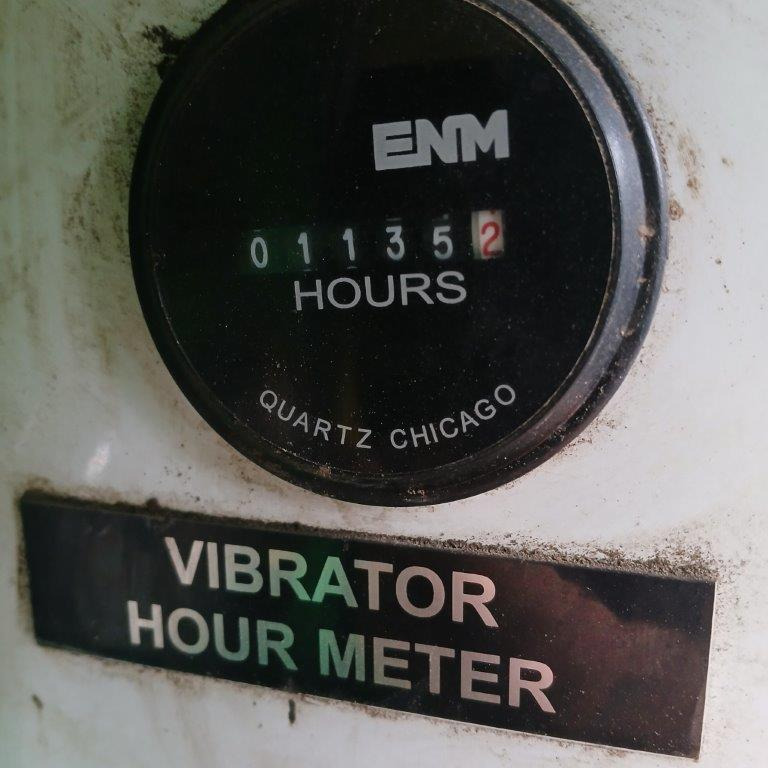 ENM
011352
HOURS
QUARTZ CHICAGO
VIBRATOR
HOUR METER